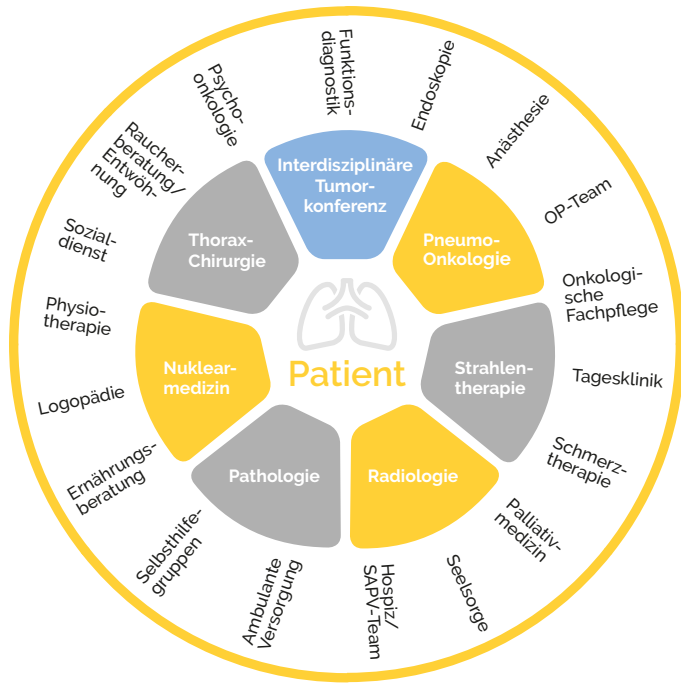 Funktions-
diagnostik
Endoskopie
Anästhesie
OP-Team
Onkologi-
sche
Fachpflege
Tagesklinik
Schmerz-
therapie
Palliativ-
medizin
Seelsorge
Hospiz/
SAPV-Team
Ambulante
Versorgung
Selbsthilfe-
gruppen
Ernährungs-
beratung
Logopädie
Physio-
therapie
Sozial-
dienst
Raucher-
beratung/
Entwöh-
nung
Psycho-
onkologie
Interdisziplinäre
Tumor-
konferenz
Pneumo-
Onkologie
Strahlen-
therapie
Radiologie
Pathologie
Nuklear-
medizin
Thorax-
Chirurgie
Patient